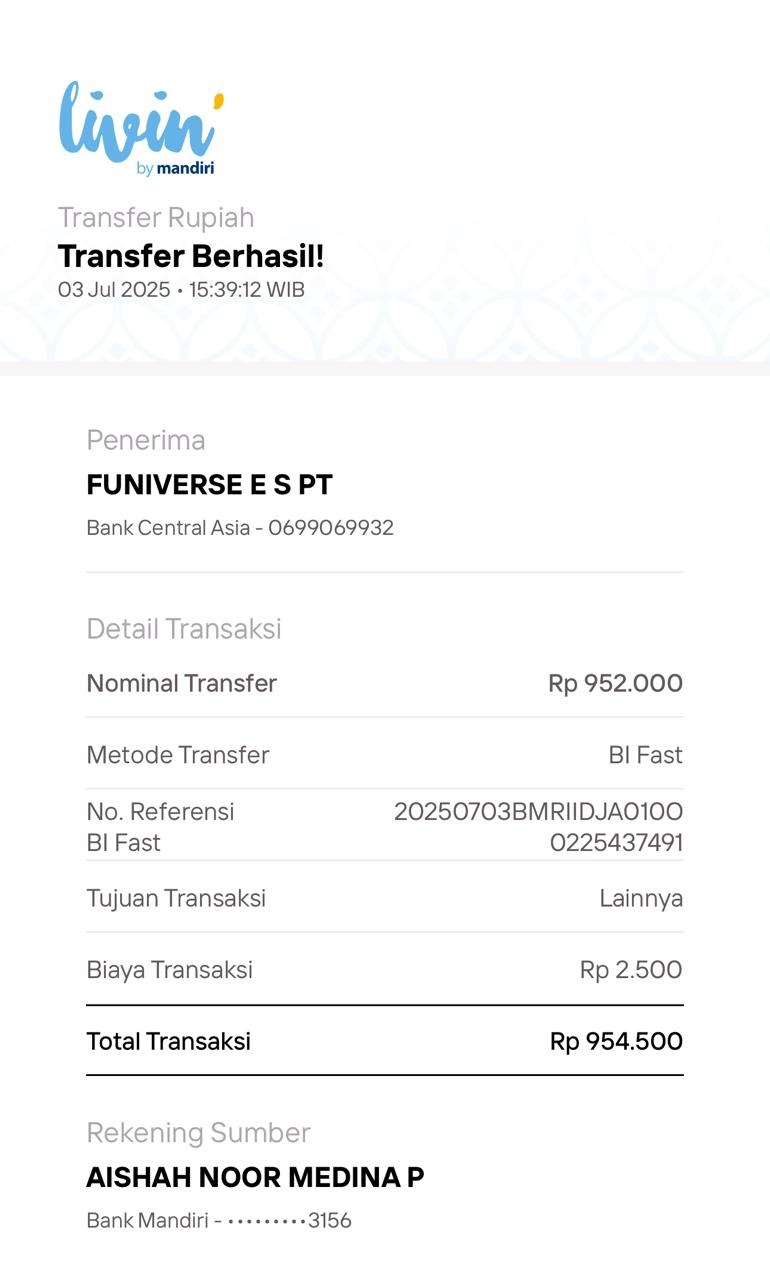 livin'
by mandiri
Transfer Rupiah
Transfer Berhasil!
03 Jul 2025 • 15:39:12 WIB
Penerima
FUNIVERSE E S PT
Bank Central Asia - 0699069932
Detail Transaksi
Nominal Transfer Rp 952.000
Metode Transfer BI Fast
No. Referensi 20250703BMRIIDJA0100
BI Fast 0225437491
Tujuan Transaksi Lainnya
Biaya Transaksi Rp 2.500
Total Transaksi Rp 954.500
Rekening Sumber
AISHAH NOOR MEDINA P
Bank Mandiri - •••••••••3156